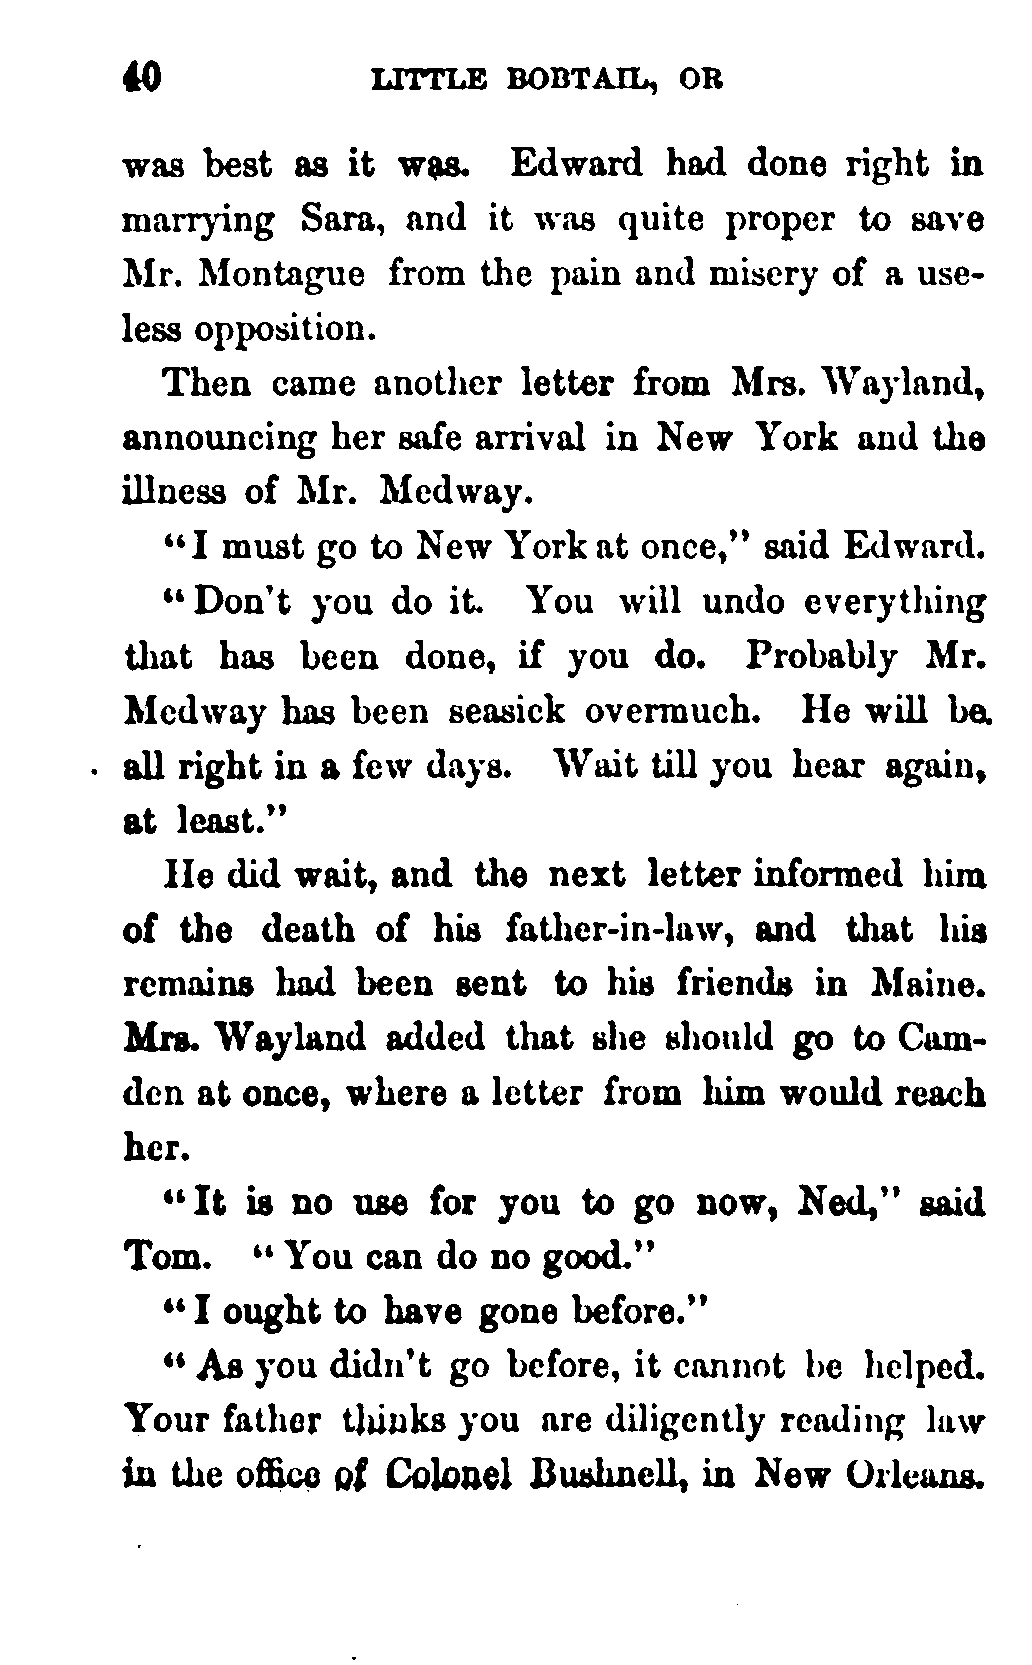 40 LITTLE BOBTAIL, OR
was best as it was. Edward had done right in
marrying Sara, and it was quite proper to save
Mr. Montague from the pain and misery of a use-
less opposition.
Then came another letter from Mrs. Wayland,
announcing her safe arrival in New York and the
illness of Mr. Medway.
"I must go to New York at once," said Edward.
"Don't you do it. You will undo everything
that has been done, if you do. Probably Mr.
Medway has been seasick overmuch. He will be
all right in a few days. Wait till you hear again,
at least."
He did wait, and the next letter informed him
of the death of his father-in-law, and that his
remains had been sent to his friends in Maine.
Mrs. Wayland added that she should go to Cam-
den at once, where a letter from him would reach
her.
"It is no use for you to go now, Ned," said
Tom. "You can do no good."
"I ought to have gone before."
"As you didn't go before, it cannot be helped.
Your father thinks you are diligently reading law
in the office of Colonel Bushnell, in New Orleans.